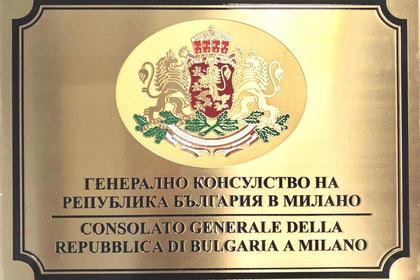 ГЕНЕРАЛНО КОНСУЛСТВО НА
РЕПУБЛИКА БЪЛГАРИЯ В МИЛАНО
CONSOLATO GENERALE DELLA
REPUBBLICA DI BULGARIA A MILANO